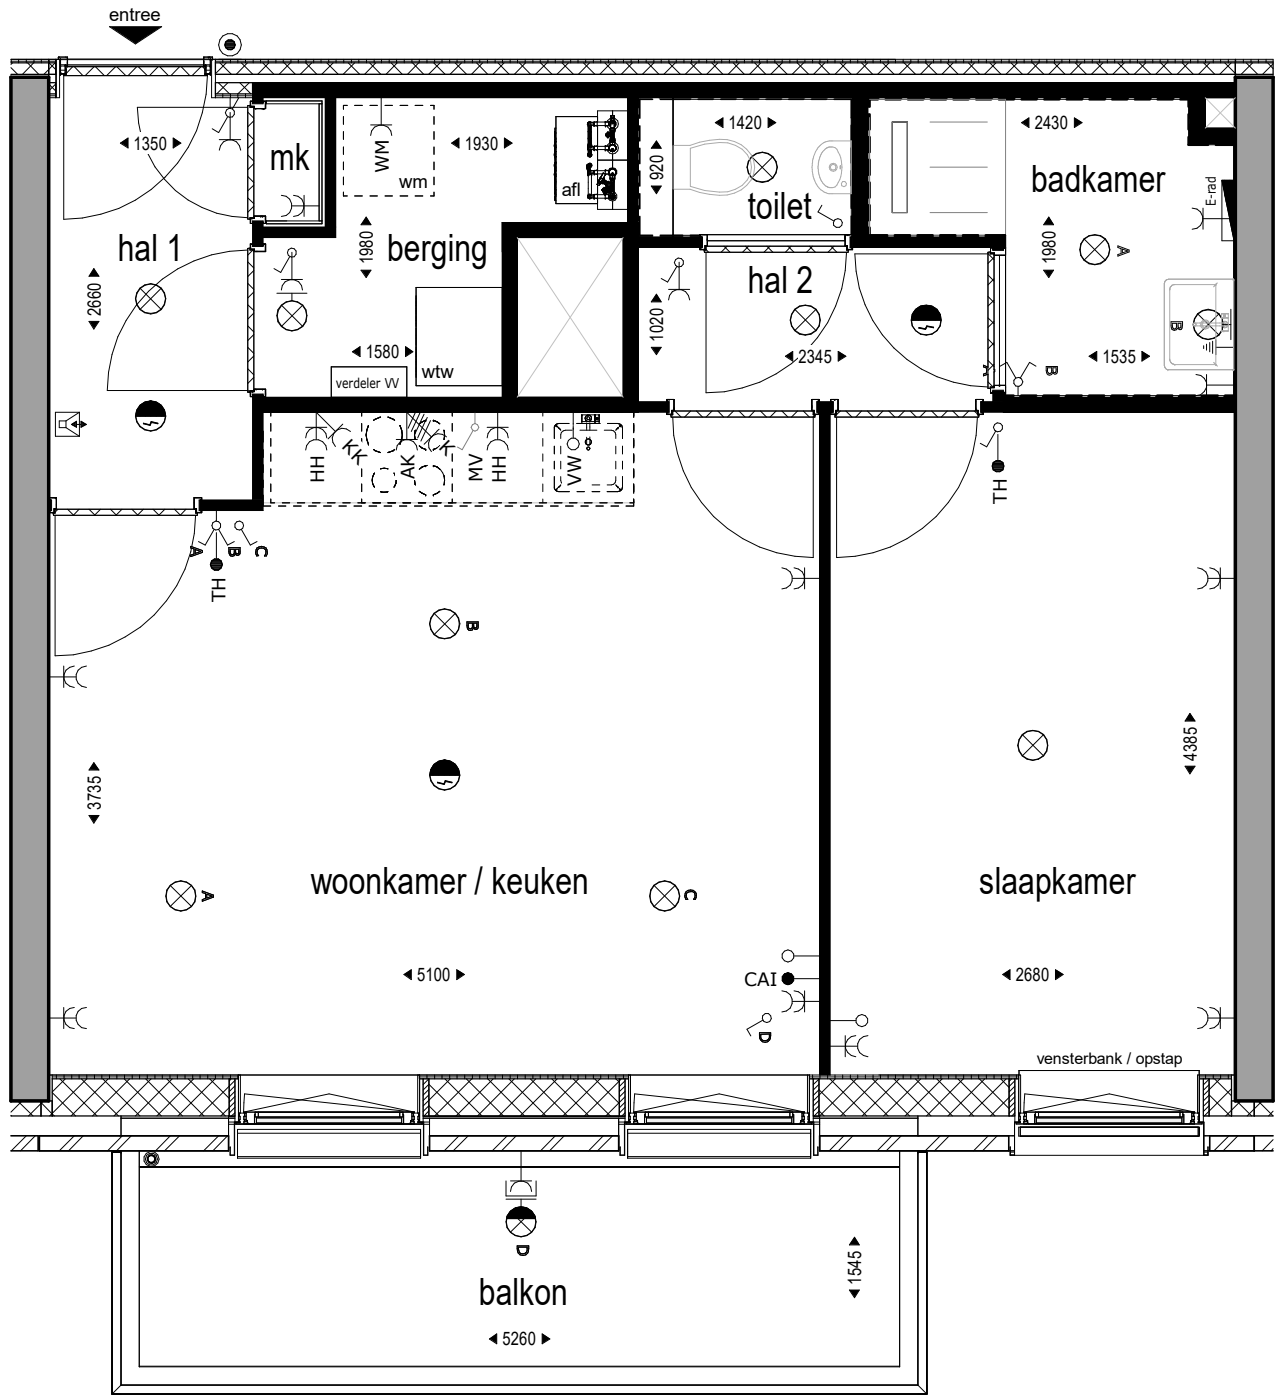 entree
1350
mk
WM
wm
1930
afl
920
1420
toilet
2430
badkamer
E-rad
hal 1
2660
1980
berging
hal 2
1020
2345
1980
A
B
1535
1580
verdeler VV
wtw
A
B
HH
KK
AK
KK
MV
HH
VW
TH
A
B
C
TH
B
3735
4385
woonkamer / keuken
slaapkamer
A
C
5100
CAI
2680
D
vensterbank / opstap
D
balkon
1545
5260